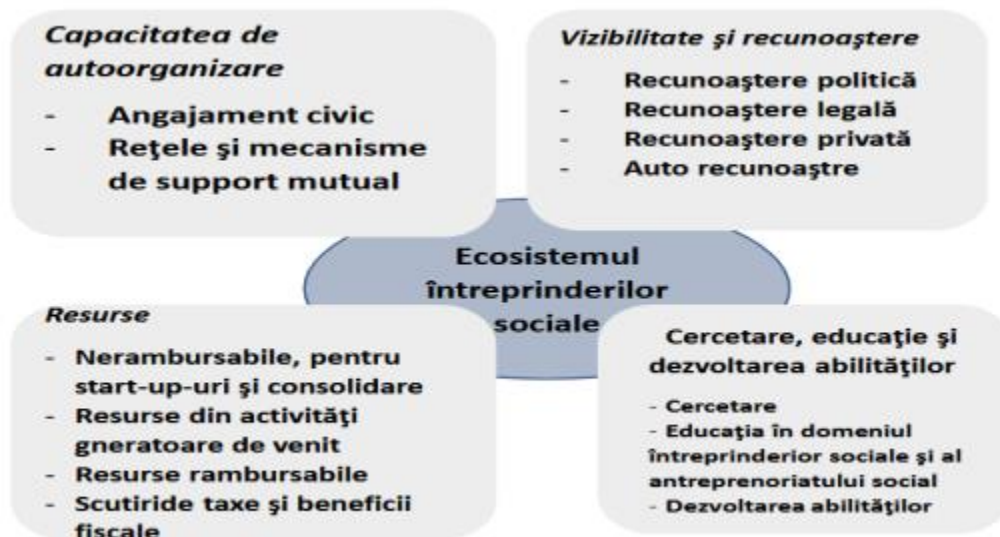 Capacitatea de
autoorganizare
- Angajament civic
- Reţele şi mecanisme
de support mutual
Vizibilitate şi recunoaştere
- Recunoaştere politică
- Recunoaştere legală
- Recunoaştere privată
- Auto recunoaştre
Ecosistemul
întreprinderilor
sociale
Resurse
- Nerambursabile, pentru
start-up-uri şi consolidare
- Resurse din activităţi
gneratoare de venit
- Resurse rambursabile
- Scutiride taxe şi beneficii
fiscale
Cercetare, educaţie şi
dezvoltarea abilităţilor
- Cercetare
- Educaţia în domeniul
întreprinderior sociale şi al
antreprenoriatului social
- Dezvoltarea abilităţilor